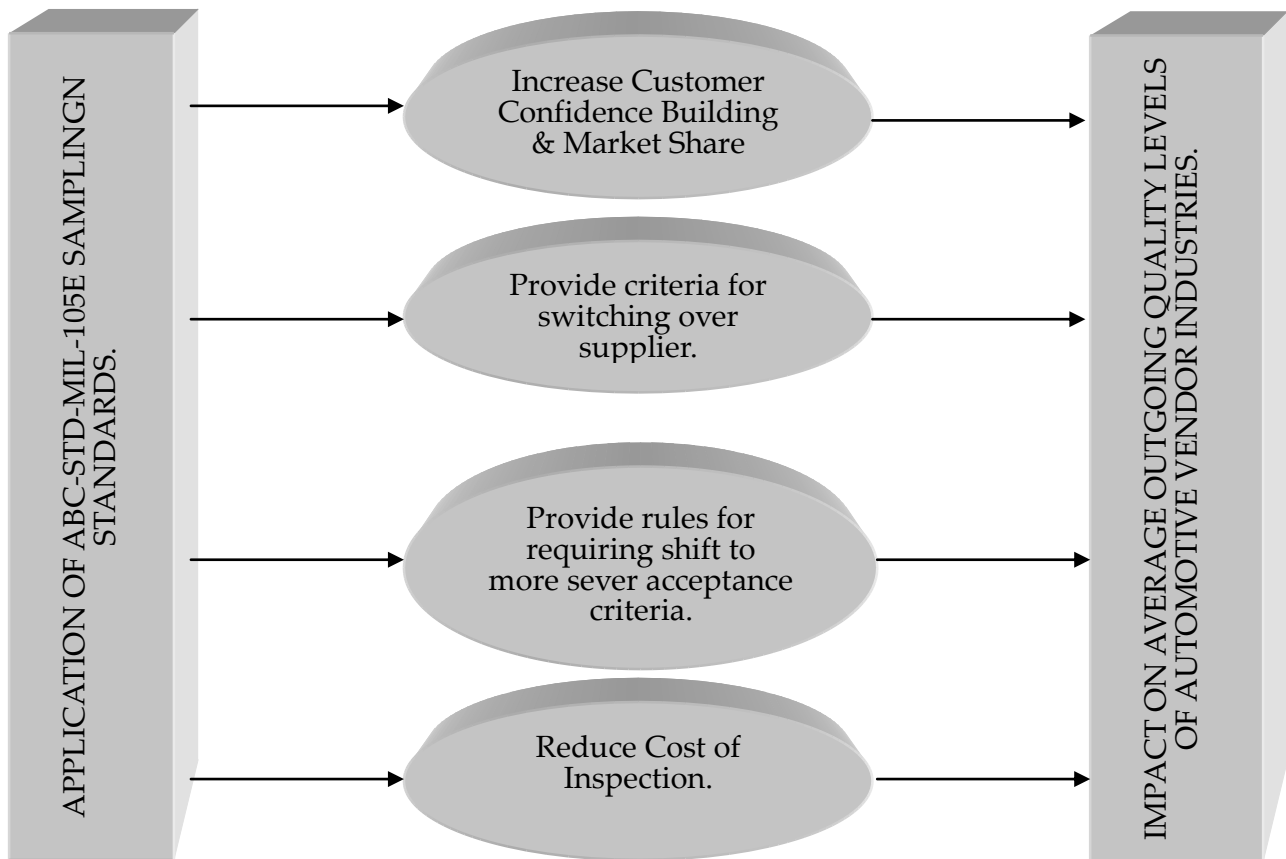 APPLICATION OF ABC-STD-MIL-105E SAMPLINGN
STANDARDS.
Increase Customer
Confidence Building
& Market Share
Provide criteria for
switching over
supplier.
Provide rules for
requiring shift to
more sever acceptance
criteria.
Reduce Cost of
Inspection.
IMPACT ON AVERAGE OUTGOING QUALITY LEVELS
OF AUTOMOTIVE VENDOR INDUSTRIES.